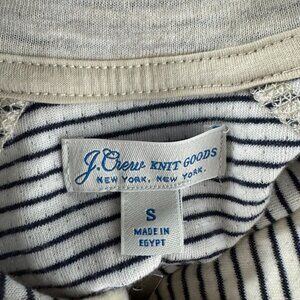 J.Crew KNIT GOODS
NEW YORK, NEW YORK.
S
MADE IN
EGYPT